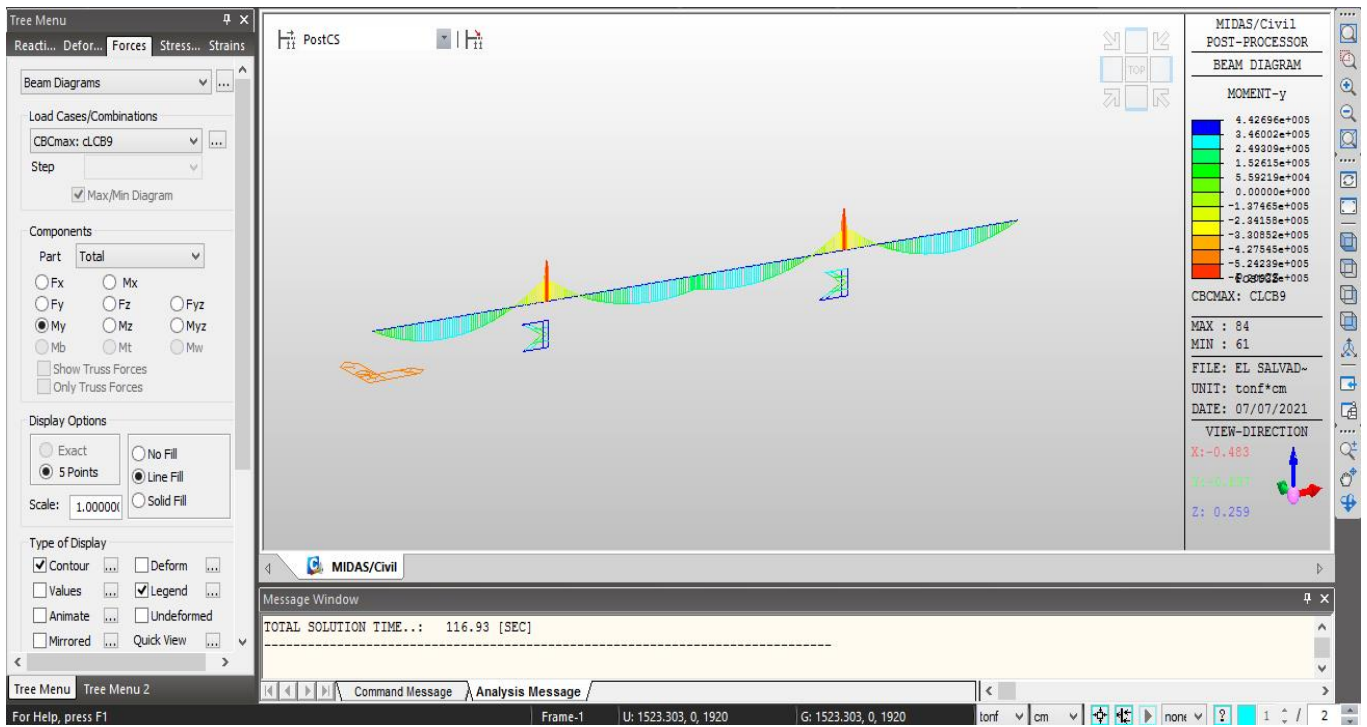 Tree Menu
Reacti... Defor... Forces Stress... Strains
Beam Diagrams ...
Load Cases/Combinations
CBCmax: cLCB9 ...
Step
Max/Min Diagram
Components
Part Total
Fx Mx
Fy Fz Fyz
My Mz Myz
Mb Mt Mw
Show Truss Forces
Only Truss Forces
Display Options
Exact No Fill
5 Points Line Fill
Scale: 1.00000 Solid Fill
Type of Display
Contour ... Deform ...
Values ... Legend ...
Animate ... Undeformed
Mirrored ... Quick View ...
Tree Menu Tree Menu 2
PostCS
TOP
MIDAS/Civil
POST-PROCESSOR
BEAM DIAGRAM
MOMENT-y
4.42696e+005
3.46002e+005
2.49309e+005
1.52615e+005
5.59219e+004
0.00000e+000
-1.37465e+005
-2.34158e+005
-3.30852e+005
-4.27545e+005
-5.24239e+005
CBCMAX: CLCB9
MAX : 84
MIN : 61
FILE: EL SALVAD~
UNIT: tonf*cm
DATE: 07/07/2021
VIEW-DIRECTION
X:-0.483
Z: 0.259
MIDAS/Civil
Message Window
TOTAL SOLUTION TIME..: 116.93 [SEC]
--------------------------------------------------------------------------------
Command Message Analysis Message
For Help, press F1 Frame-1 U: 1523.303, 0, 1920 G: 1523.303, 0, 1920 tonf cm none ? 1 / 2